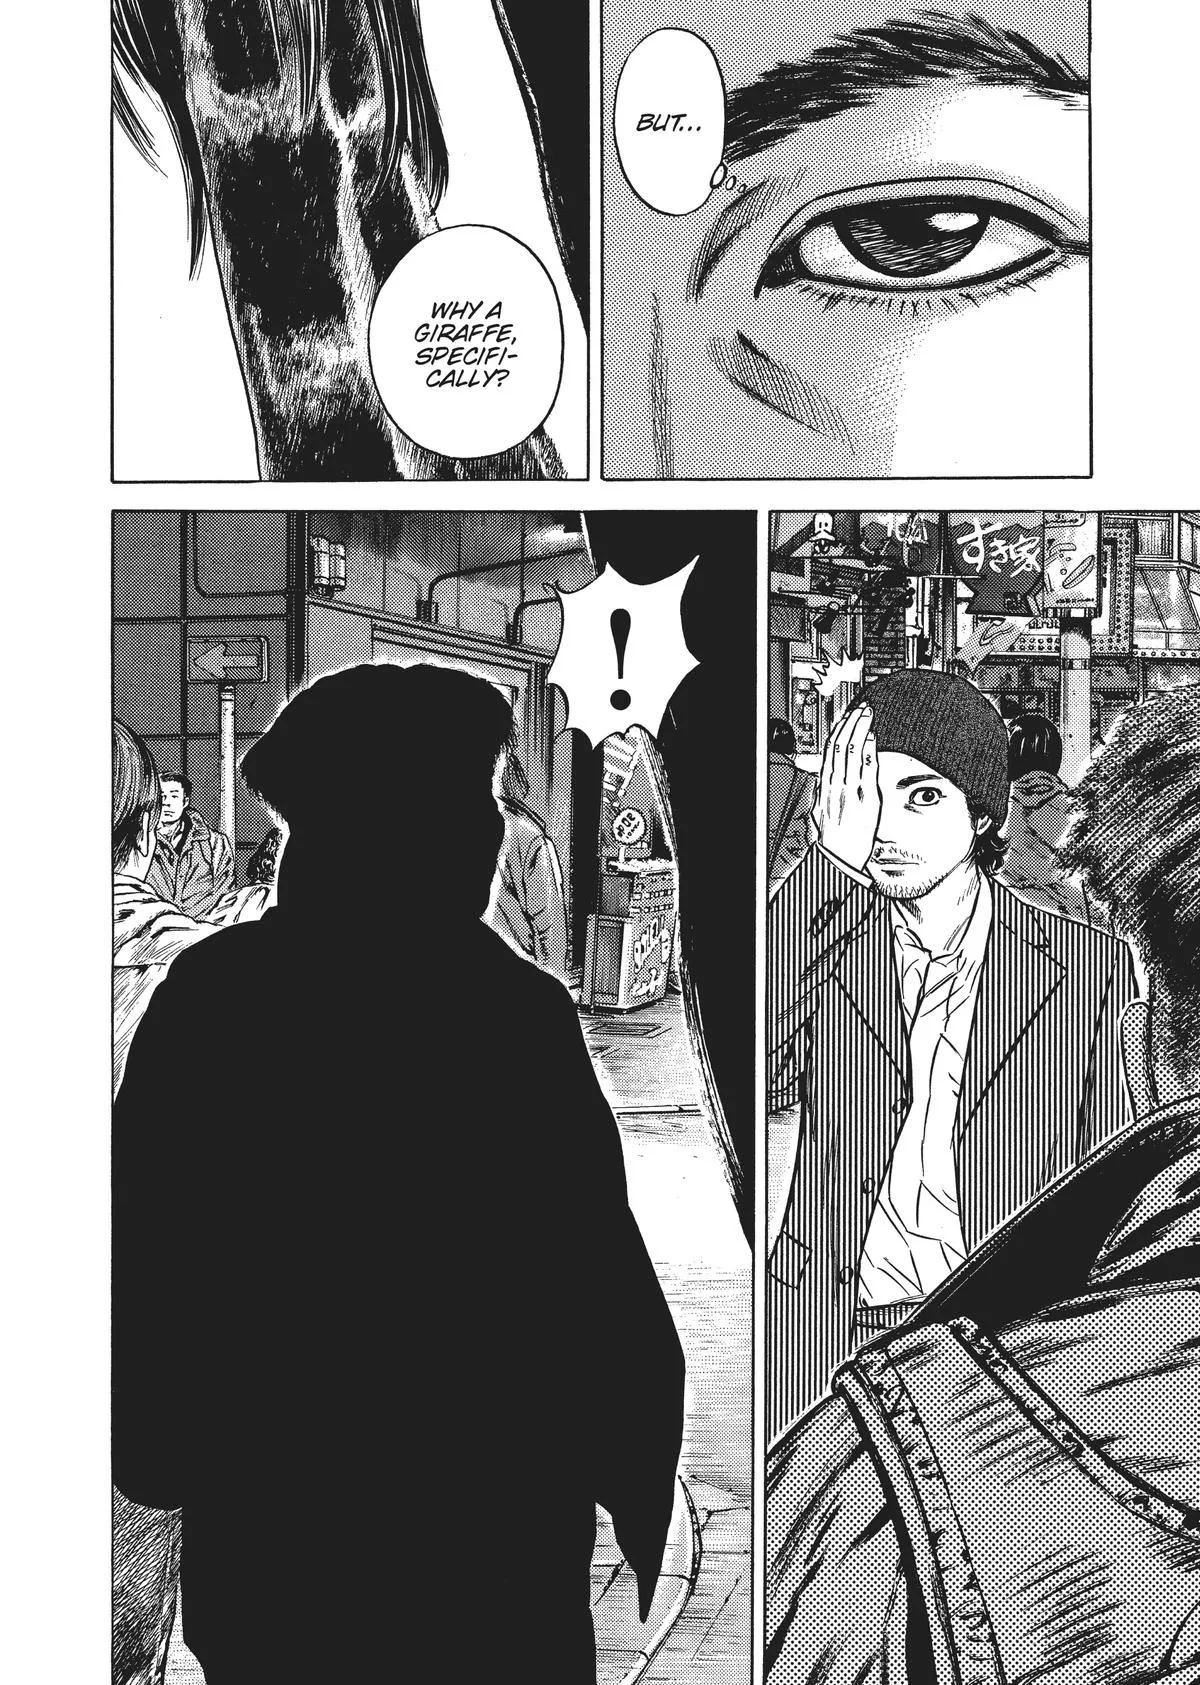 BUT...
WHY A
GIRAFFE,
SPECIFI-
CALLY?
すき家
!